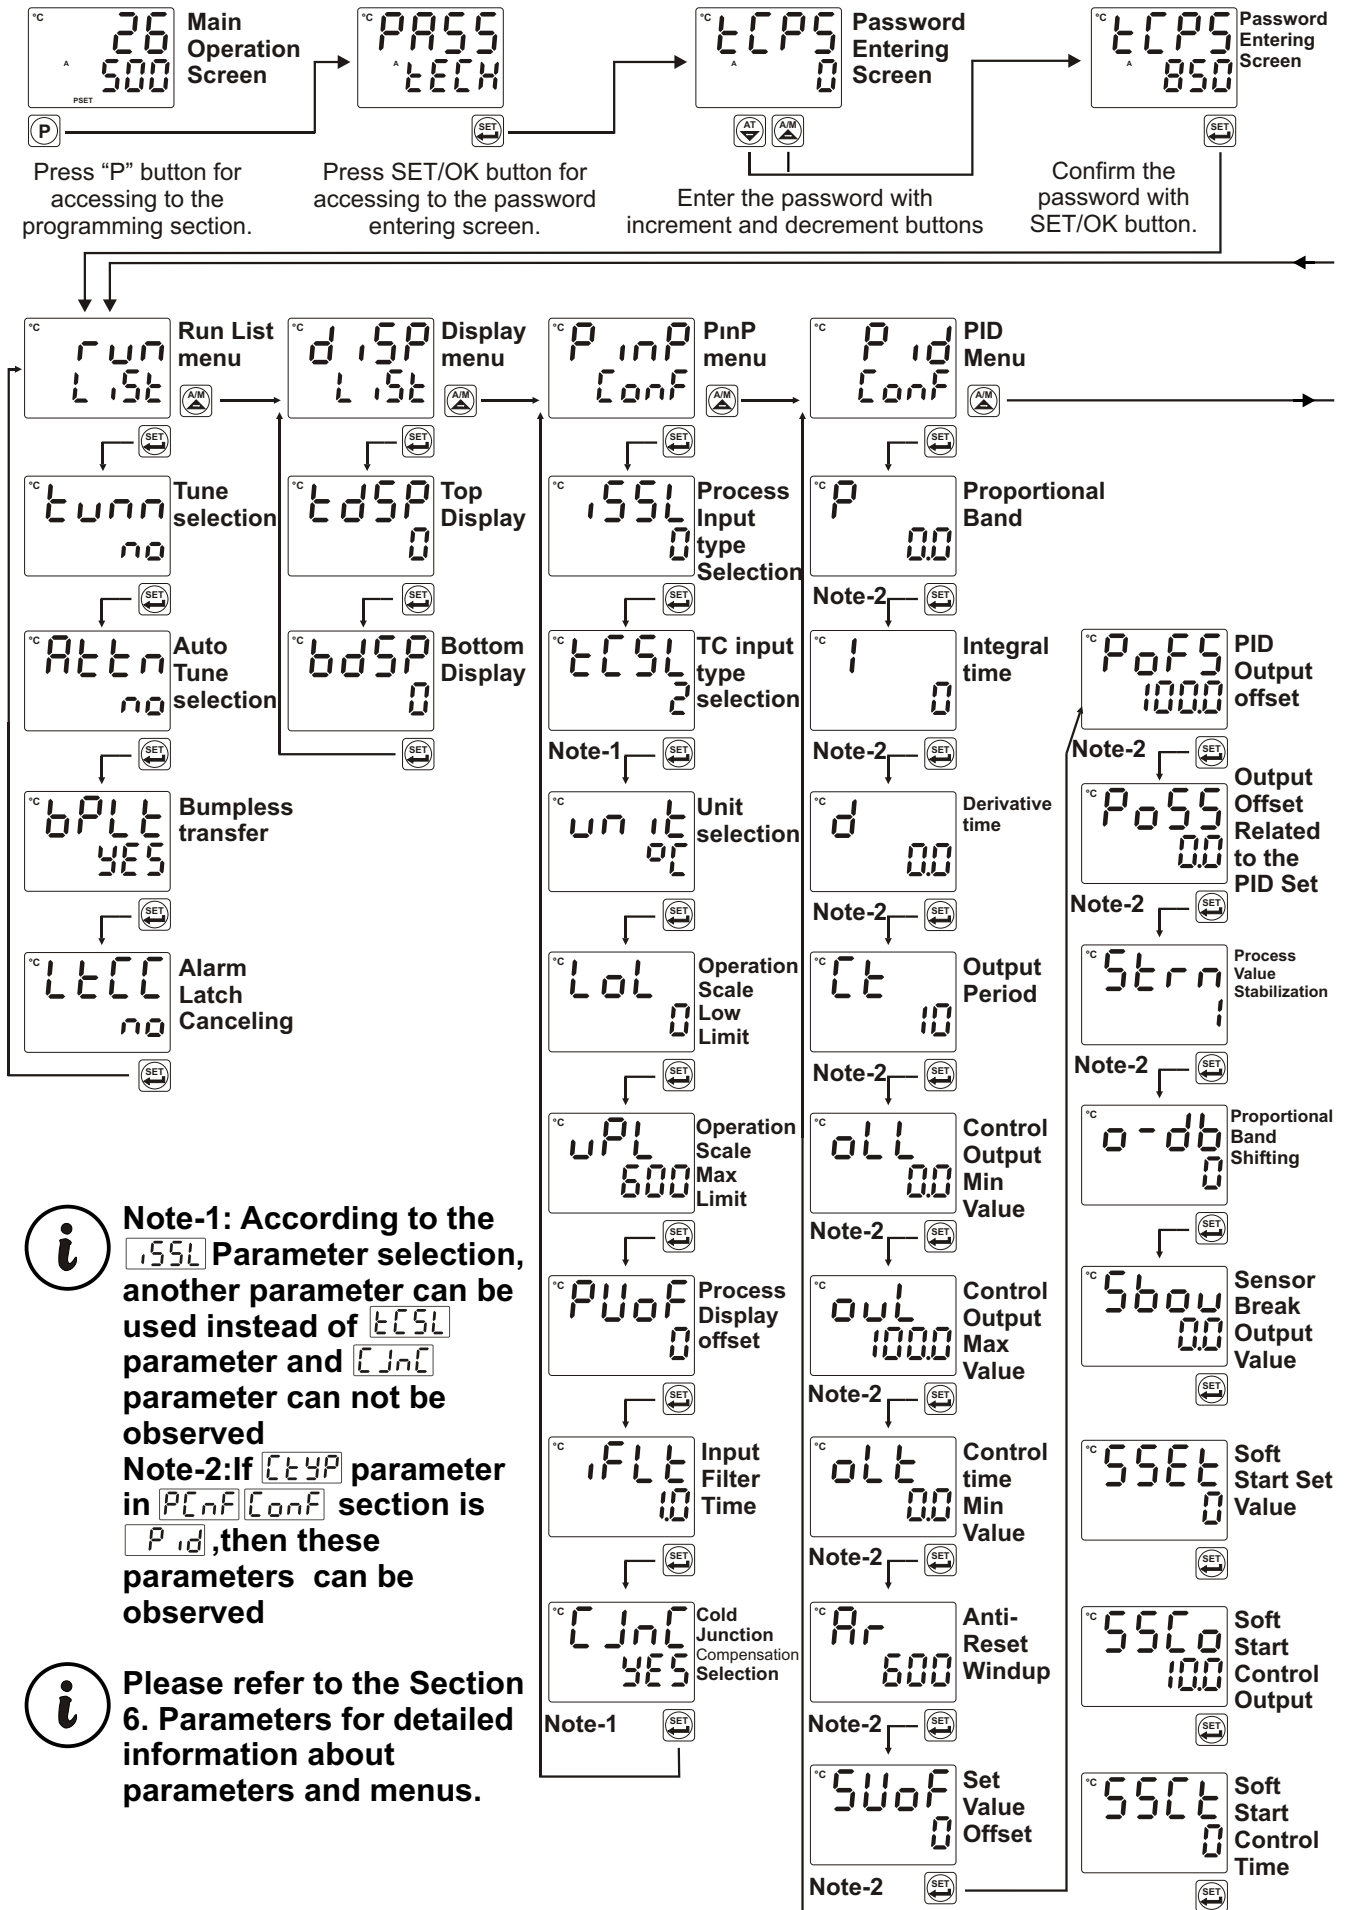 °C 26
A 500
PSET
Main
Operation
Screen
P
Press “P” button for
accessing to the
programming section.
°C PASS
A tECH
SET
Press SET/OK button for
accessing to the password
entering screen.
°C tCPS
A 0
Password
Entering
Screen
AT A/M
Enter the password with
increment and decrement buttons
°C tCPS
A 850
Password
Entering
Screen
SET
Confirm the
password with
SET/OK button.
°C run
LiSt
Run List
menu
A/M
SET
°C tunn
no
Tune
selection
SET
°C Attn
no
Auto
Tune
selection
SET
°C bPLt
YES
Bumpless
transfer
SET
°C LtCC
no
Alarm
Latch
Canceling
SET
°C diSP
LiSt
Display
menu
A/M
SET
°C tdSP
0
Top
Display
SET
°C bdSP
0
Bottom
Display
SET
°C PinP
ConF
PınP
menu
A/M
SET
°C iSSL
0
Process
Input
type
Selection
SET
°C tCSL
2
TC input
type
selection
Note-1 SET
°C unit
°C
Unit
selection
SET
°C LoL
0
Operation
Scale
Low
Limit
SET
°C uPL
600
Operation
Scale
Max
Limit
SET
°C PUoF
0
Process
Display
offset
SET
°C iFLt
1.0
Input
Filter
Time
SET
°C CJnC
YES
Cold
Junction
Compensation
Selection
Note-1 SET
°C Pid
ConF
PID
Menu
A/M
SET
°C P
0.0
Proportional
Band
Note-2 SET
°C I
0
Integral
time
Note-2 SET
°C d
0.0
Derivative
time
Note-2 SET
°C Ct
10
Output
Period
Note-2 SET
°C oLL
0.0
Control
Output
Min
Value
Note-2 SET
°C ouL
100.0
Control
Output
Max
Value
Note-2 SET
°C oLt
0.0
Control
time
Min
Value
Note-2 SET
°C Ar
600
Anti-
Reset
Windup
Note-2 SET
°C SUoF
0
Set
Value
Offset
Note-2 SET
°C PoFS
100.0
PID
Output
offset
Note-2 SET
°C PoSS
0.0
Output
Offset
Related
to the
PID Set
Note-2 SET
°C Strn
1
Process
Value
Stabilization
Note-2 SET
°C o-db
0
Proportional
Band
Shifting
SET
°C Sbou
0.0
Sensor
Break
Output
Value
SET
°C SSEt
0
Soft
Start Set
Value
SET
°C SSCo
10.0
Soft
Start
Control
Output
SET
°C SSCt
0
Soft
Start
Control
Time
SET
i
Note-1: According to the
iSSL Parameter selection,
another parameter can be
used instead of tCSL
parameter and CJnC
parameter can not be
observed
Note-2:If CtYP parameter
in PCnF ConF section is
Pid ,then these
parameters can be
observed
i
Please refer to the Section
6. Parameters for detailed
information about
parameters and menus.